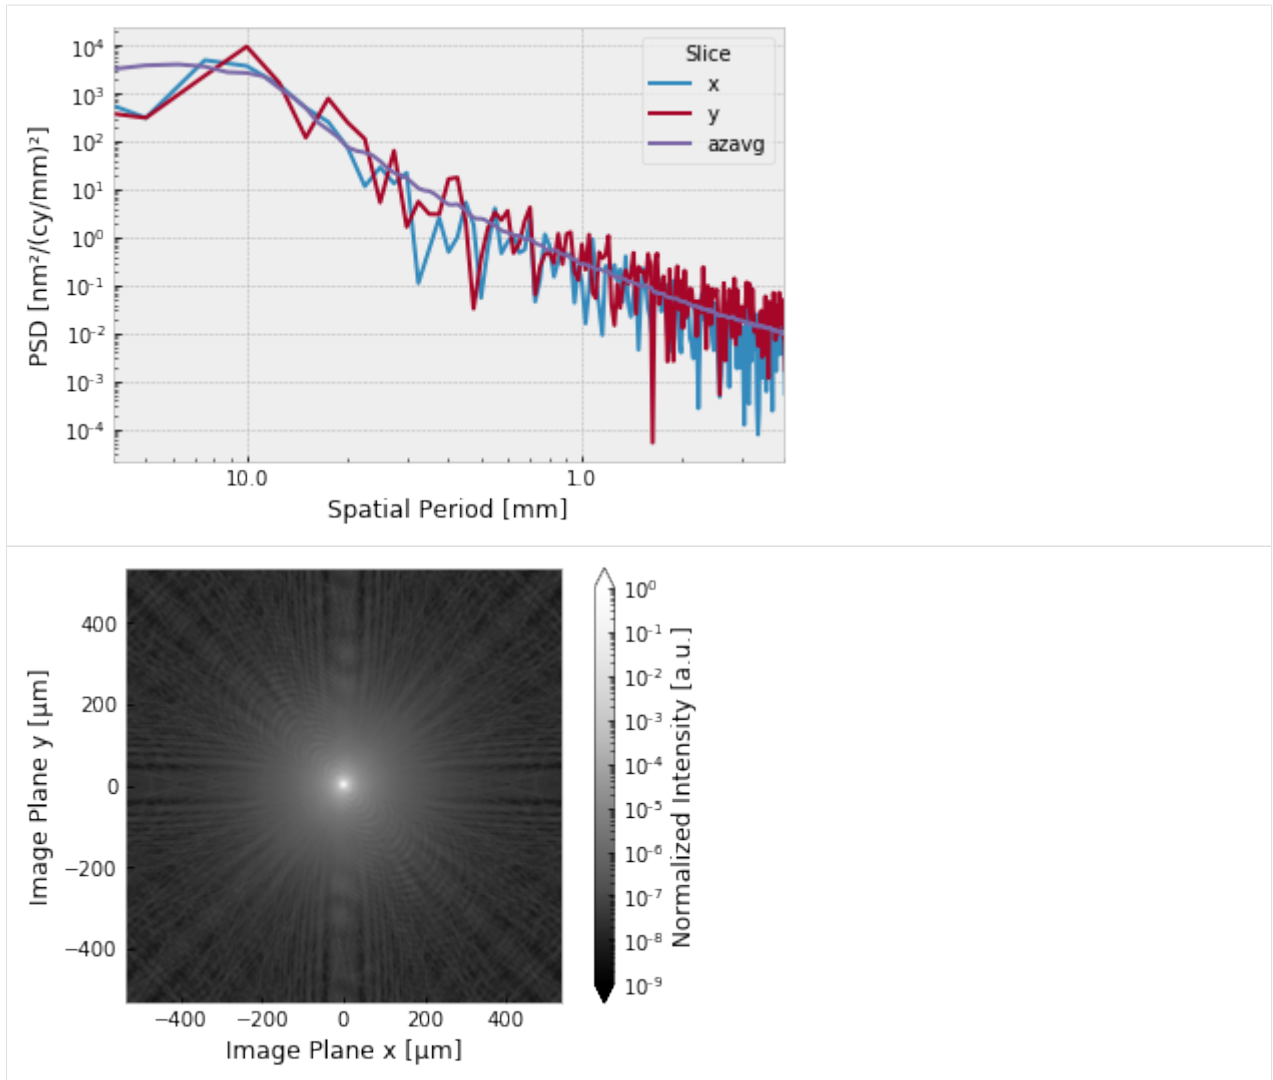 PSD [nm²/(cy/mm)²]
10⁴
10³
10²
10¹
10⁰
10⁻¹
10⁻²
10⁻³
10⁻⁴
Slice
x
y
azavg
10.0 1.0
Spatial Period [mm]
Image Plane y [µm]
400
200
0
−200
−400
−400 −200 0 200 400
Image Plane x [µm]
10⁰
10⁻¹
10⁻²
10⁻³
10⁻⁴
10⁻⁵
10⁻⁶
10⁻⁷
10⁻⁸
10⁻⁹
Normalized Intensity [a.u.]